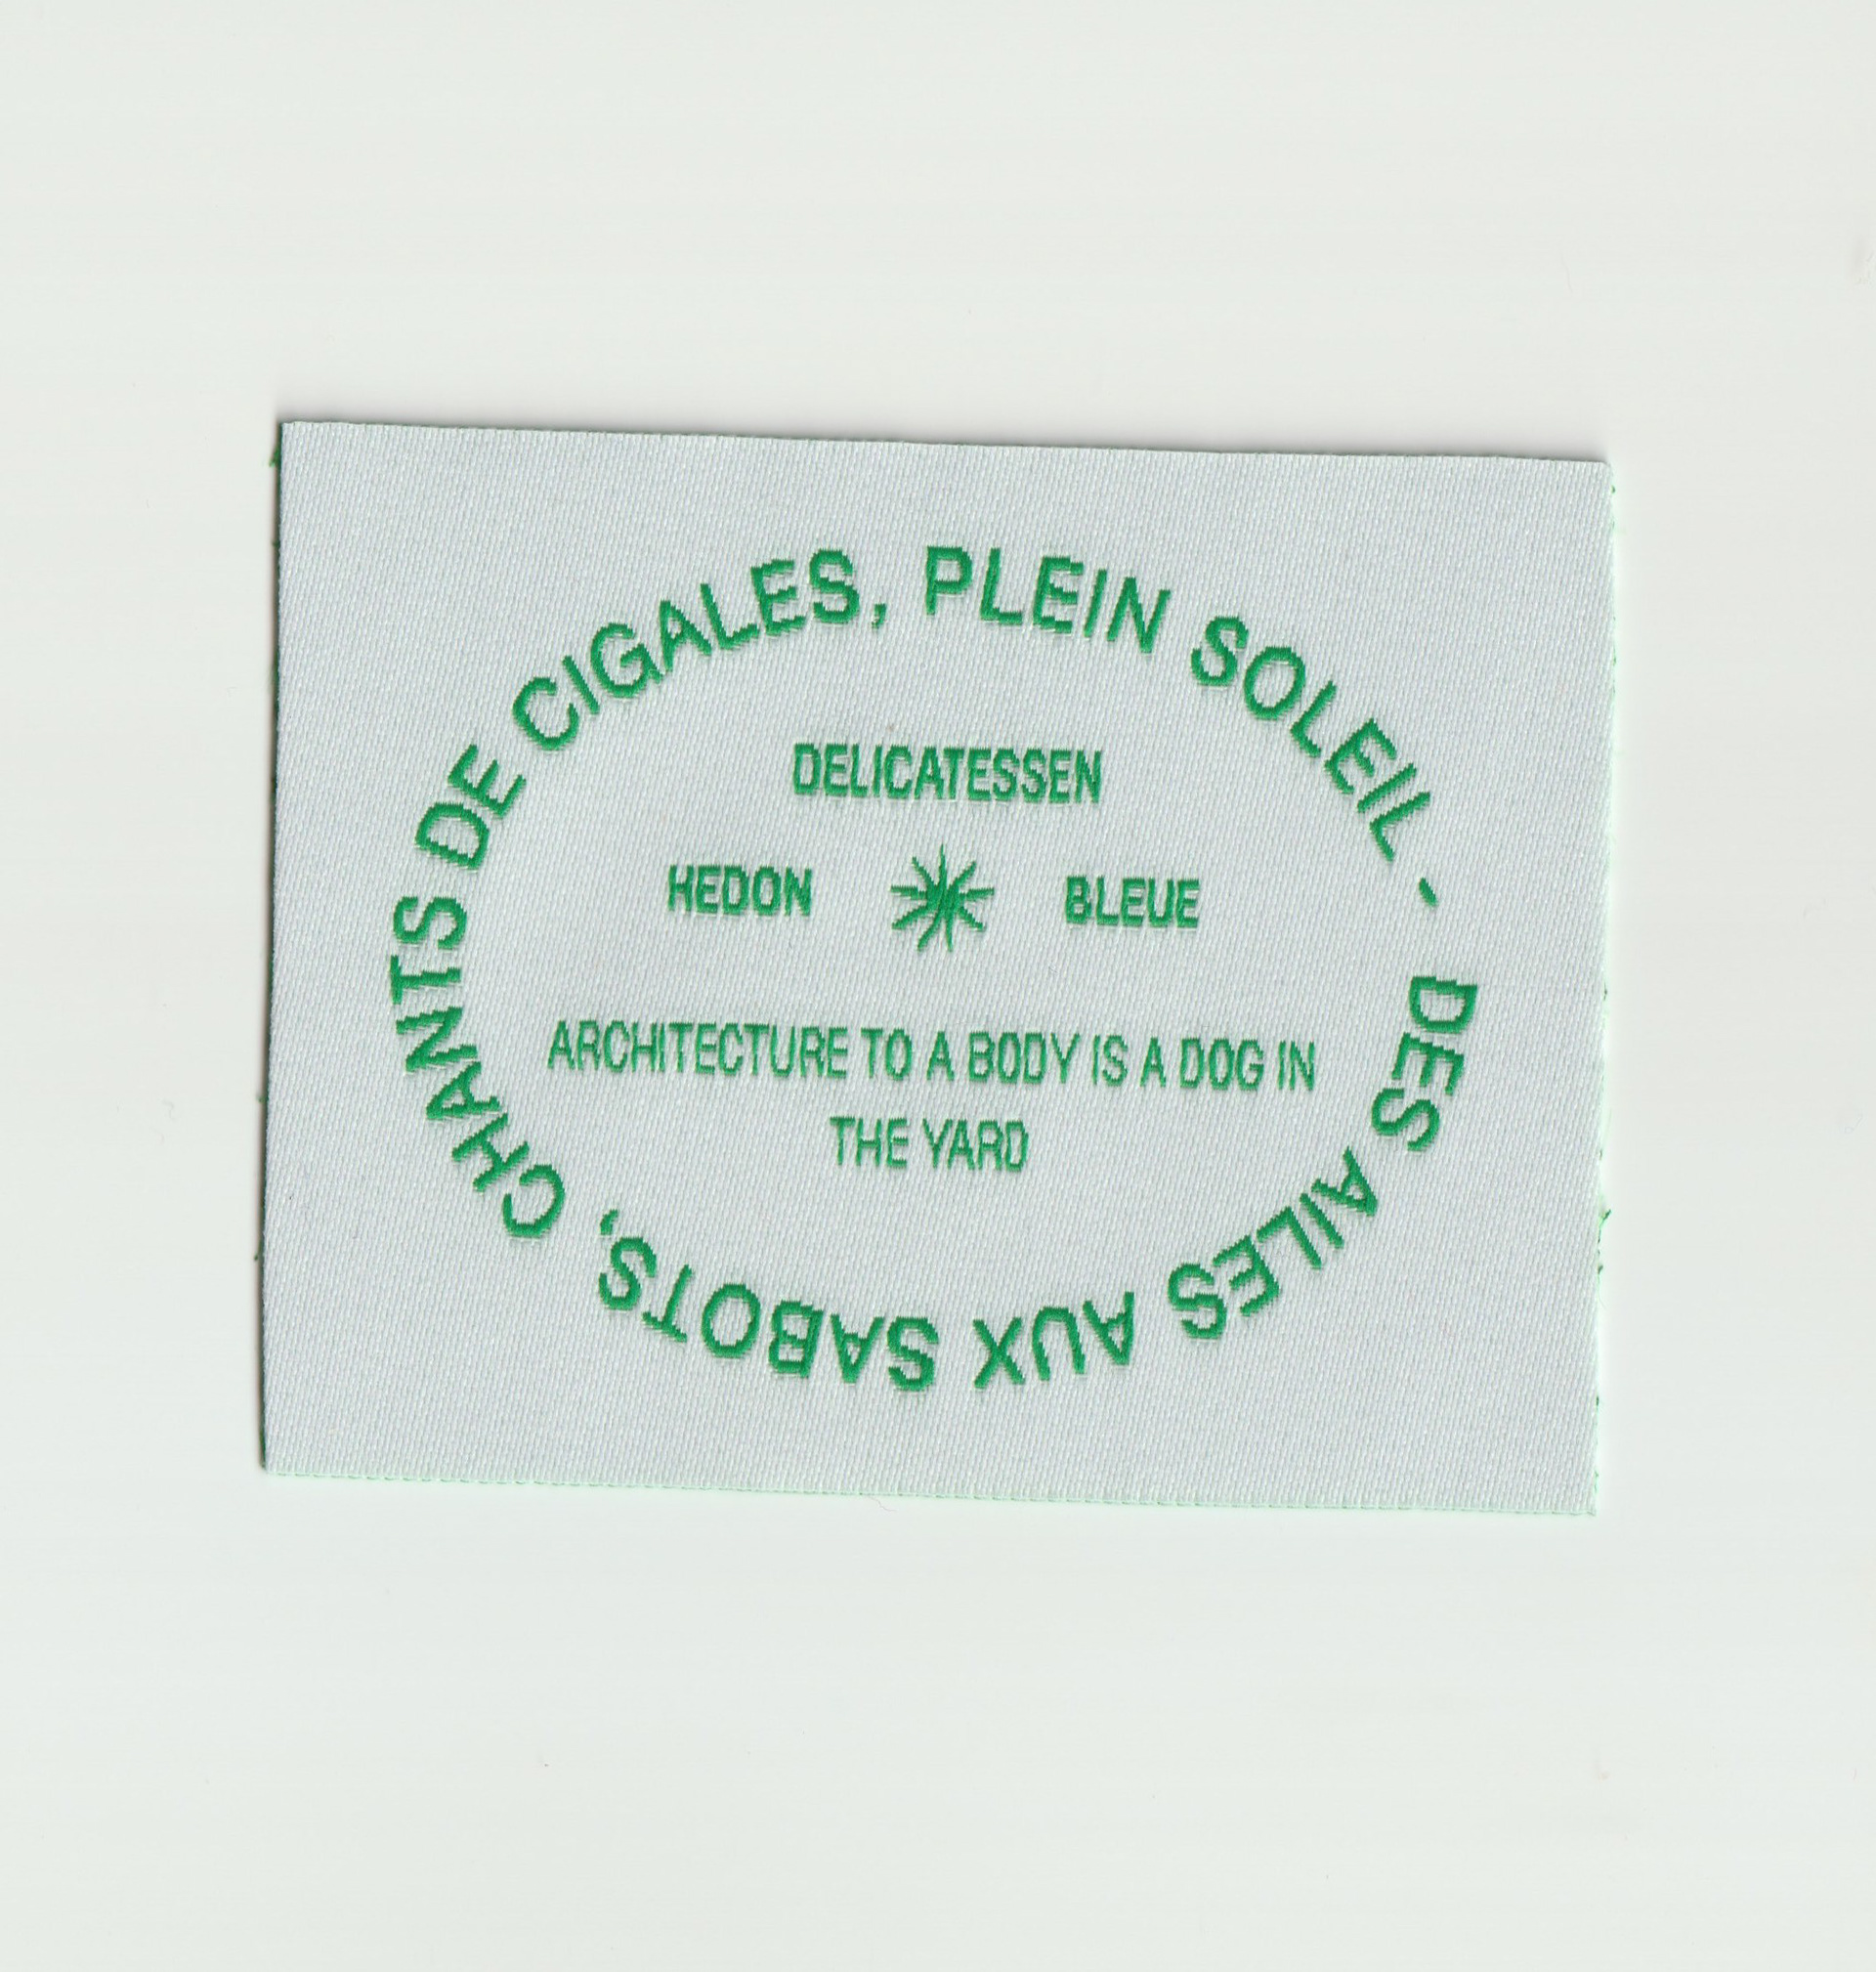 DES AILES AUX SABOTS, CHANTS DE CIGALES, PLEIN SOLEIL -
DELICATESSEN
HEDON BLEUE
ARCHITECTURE TO A BODY IS A DOG IN
THE YARD